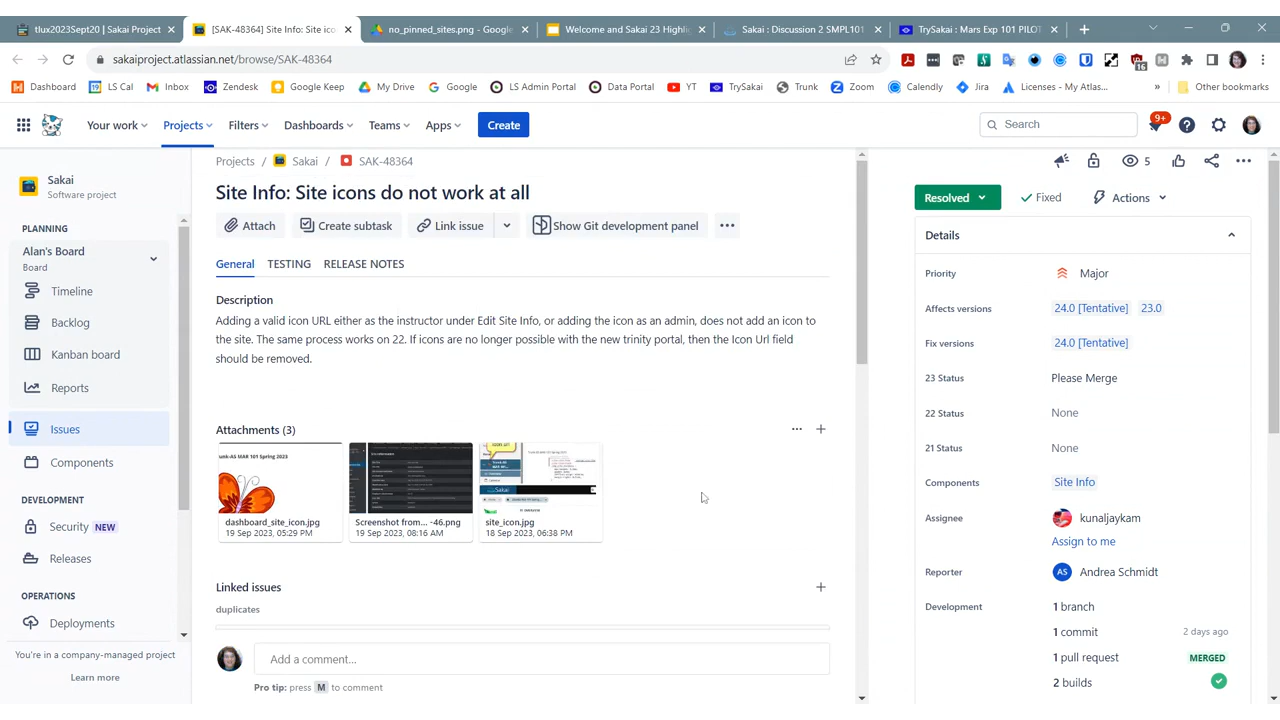 tlux2023Sept20 | Sakai Project
[SAK-48364] Site Info: Site ico
no_pinned_sites.png - Google
Welcome and Sakai 23 Highli
Sakai : Discussion 2 SMPL101
TrySakai : Mars Exp 101 PILOT
sakaiproject.atlassian.net/browse/SAK-48364
Dashboard
LS Cal
Inbox
Zendesk
Google Keep
My Drive
Google
LS Admin Portal
Data Portal
YT
TrySakai
Trunk
Zoom
Calendly
Jira
Licenses - My Atlas...
»
Other bookmarks
Your work
Projects
Filters
Dashboards
Teams
Apps
Create
Search
9+
Sakai
Software project
PLANNING
Alan's Board
Board
Timeline
Backlog
Kanban board
Reports
Issues
Components
DEVELOPMENT
Security NEW
Releases
OPERATIONS
Deployments
You're in a company-managed project
Learn more
Projects / Sakai / SAK-48364
Site Info: Site icons do not work at all
Attach
Create subtask
Link issue
Show Git development panel
General
TESTING
RELEASE NOTES
Description
Adding a valid icon URL either as the instructor under Edit Site Info, or adding the icon as an admin, does not add an icon to
the site. The same process works on 22. If icons are no longer possible with the new trinity portal, then the Icon Url field
should be removed.
Attachments (3)
unk-AS MAR 101 Spring 2023
dashboard_site_icon.jpg
19 Sep 2023, 05:29 PM
Screenshot from... -46.png
19 Sep 2023, 08:16 AM
site_icon.jpg
18 Sep 2023, 06:38 PM
Linked issues
duplicates
Add a comment...
Pro tip: press M to comment
5
Resolved
Fixed
Actions
Details
Priority
Major
Affects versions
24.0 [Tentative]
23.0
Fix versions
24.0 [Tentative]
23 Status
Please Merge
22 Status
None
21 Status
None
Components
Site Info
Assignee
kunaljaykam
Assign to me
Reporter
AS
Andrea Schmidt
Development
1 branch
1 commit
2 days ago
1 pull request
MERGED
2 builds